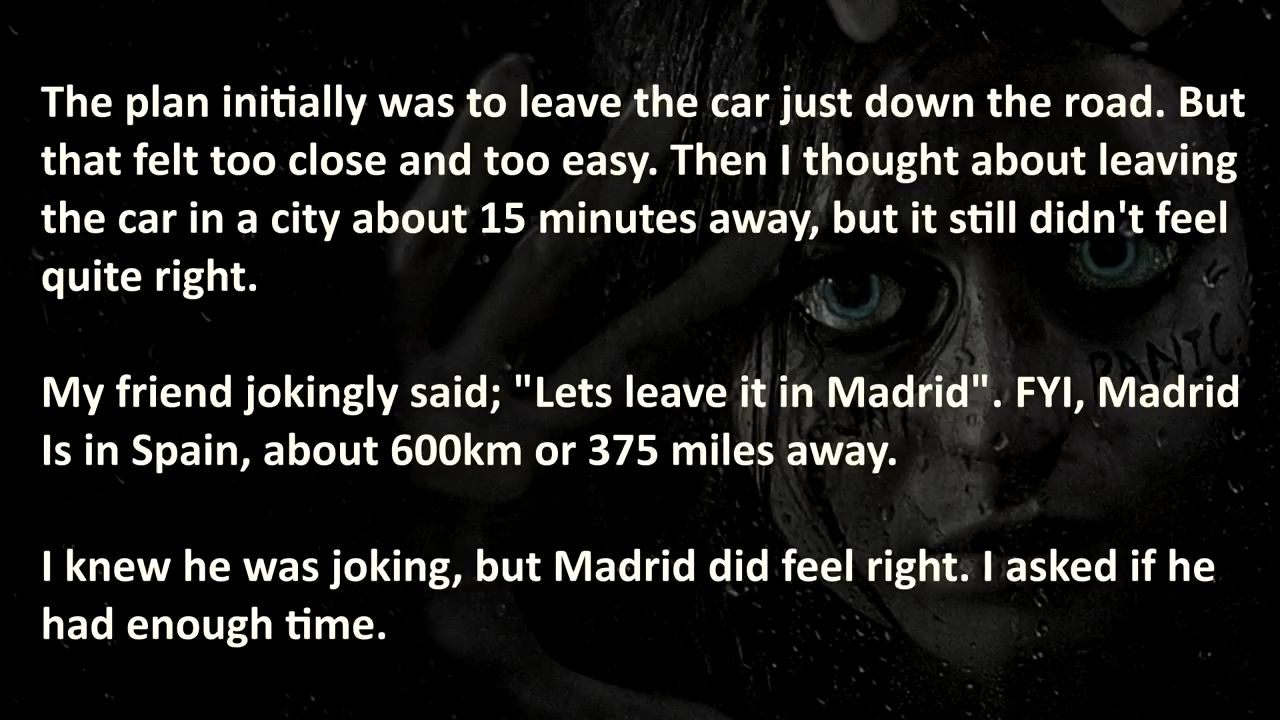 The plan initially was to leave the car just down the road. But
that felt too close and too easy. Then I thought about leaving
the car in a city about 15 minutes away, but it still didn't feel
quite right.
My friend jokingly said; "Lets leave it in Madrid". FYI, Madrid
Is in Spain, about 600km or 375 miles away.
I knew he was joking, but Madrid did feel right. I asked if he
had enough time.
PANIC